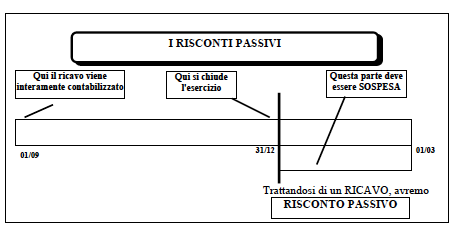 I RISCONTI PASSIVI
Qui il ricavo viene
interamente contabilizzato
Qui si chiude
l'esercizio
Questa parte deve
essere SOSPESA
01/09
31/12
01/03
Trattandosi di un RICAVO, avremo
RISCONTO PASSIVO